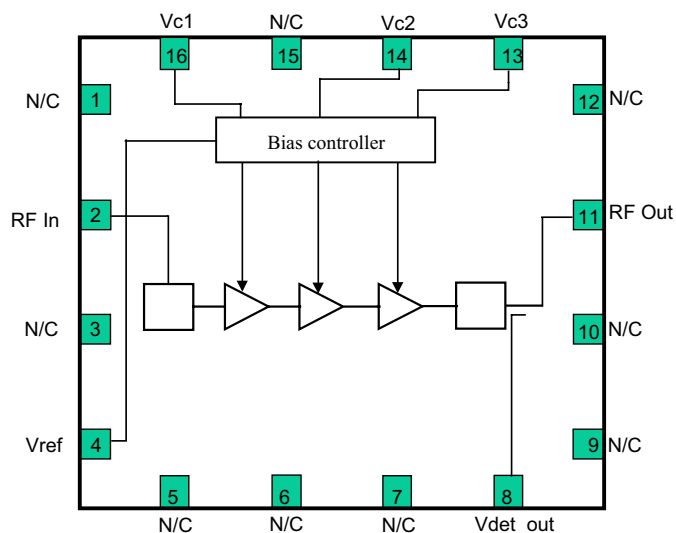 Vc1
N/C
Vc2
Vc3
16
15
14
13
N/C
1
12
N/C
Bias controller
RF In
2
11
RF Out
N/C
3
10
N/C
Vref
4
9
N/C
5
6
7
8
N/C
N/C
N/C
Vdet out